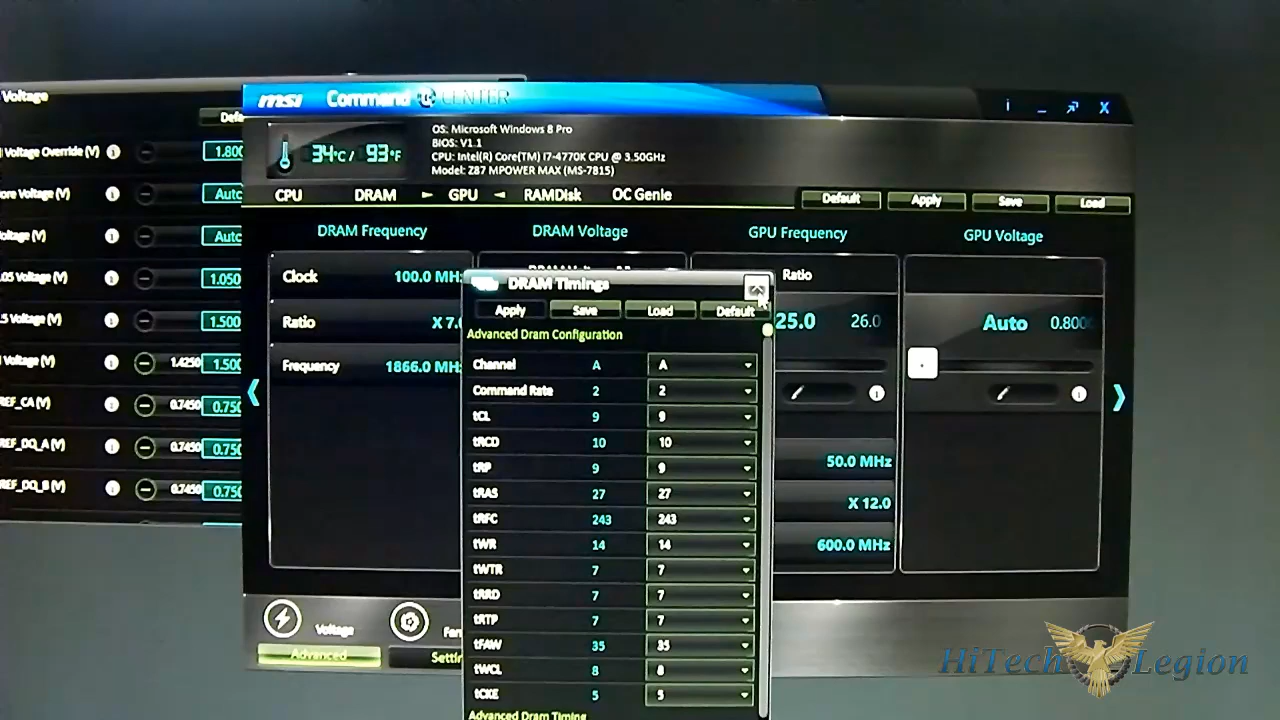 Voltage
Voltage Override (V) 1.800
Voltage (V) Auto
Auto
.05 Voltage (V) 1.050
.5 Voltage (V) 1.500
Voltage (V) 1.4250 1.500
REF_CA (V) 0.7450 0.750
REF_DQ_A (V) 0.7450 0.750
REF_DQ_B (V) 0.7450 0.750
msi Command CENTER
i _ X
34°C / 93°F
OS: Microsoft Windows 8 Pro
BIOS: V1.1
CPU: Intel(R) Core(TM) i7-4770K CPU @ 3.50GHz
Model: Z87 MPOWER MAX (MS-7815)
CPU DRAM GPU RAMDisk OC Genie
Default Apply Save Load
DRAM Frequency DRAM Voltage GPU Frequency GPU Voltage
Clock 100.0 MHz
Ratio X 7.0
Frequency 1866.0 MHz
Ratio
25.0 26.0
Auto 0.800
50.0 MHz
X 12.0
600.0 MHz
DRAM Timings
Apply Save Load Default
Advanced Dram Configuration
Channel A A
Command Rate 2 2
tCL 9 9
tRCD 10 10
tRP 9 9
tRAS 27 27
tRFC 243 243
tWR 14 14
tWTR 7 7
tRRD 7 7
tRTP 7 7
tFAW 35 35
tWCL 8 8
tCKE 5 5
Advanced Dram Timing
Voltage
Advanced
HiTech Legion